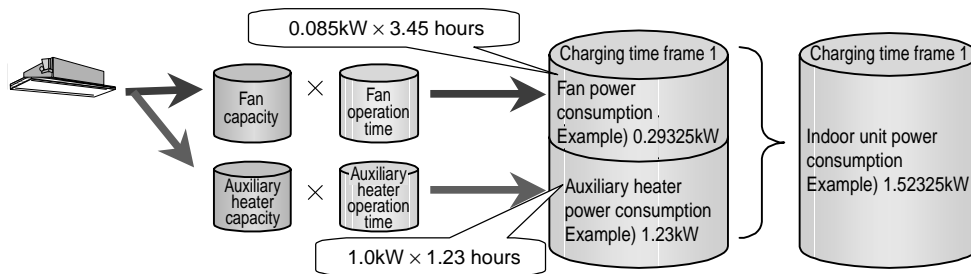 0.085kW × 3.45 hours
Charging time frame 1
Charging time frame 1
Fan
capacity
×
Fan
operation
time
Fan power
consumption
Example) 0.29325kW
Indoor unit power
consumption
Example) 1.52325kW
Auxiliary
heater
capacity
×
Auxiliary
heater
operation
time
Auxiliary heater
power consumption
Example) 1.23kW
1.0kW × 1.23 hours